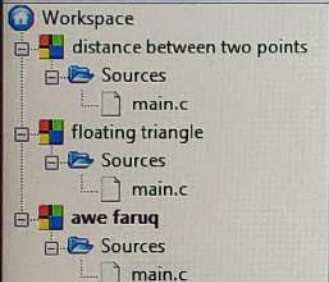 Workspace
distance between two points
Sources
main.c
floating triangle
Sources
main.c
awe faruq
Sources
main.c